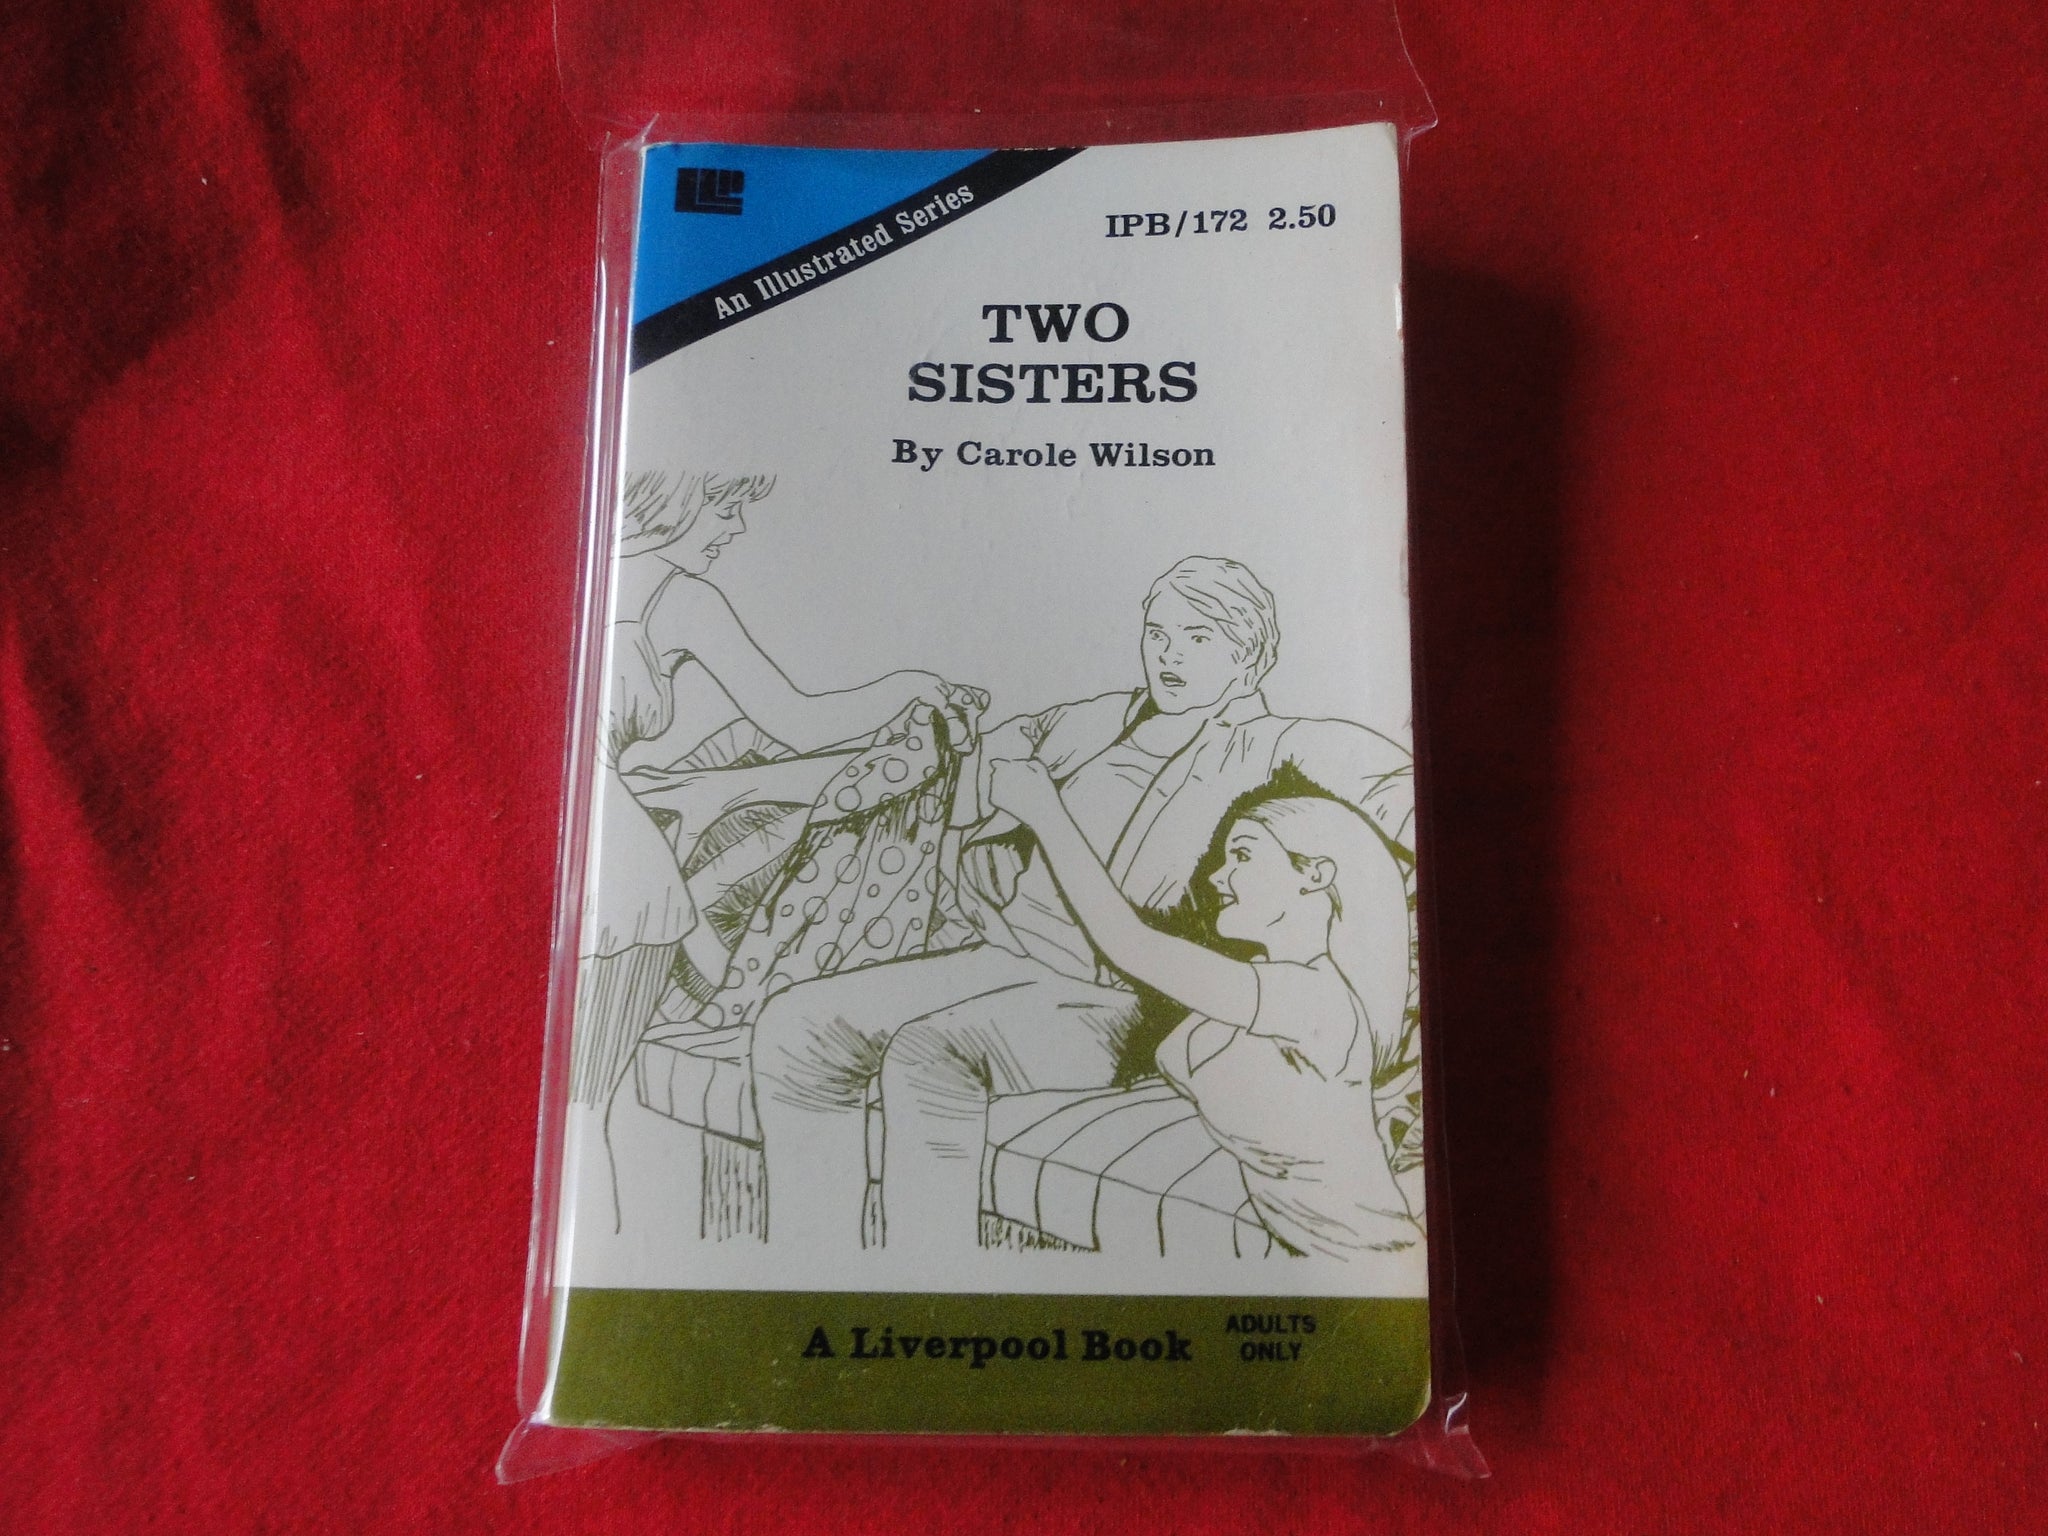 An Illustrated Series
IPB/172 2.50
TWO
SISTERS
By Carole Wilson
A Liverpool Book
ADULTS
ONLY